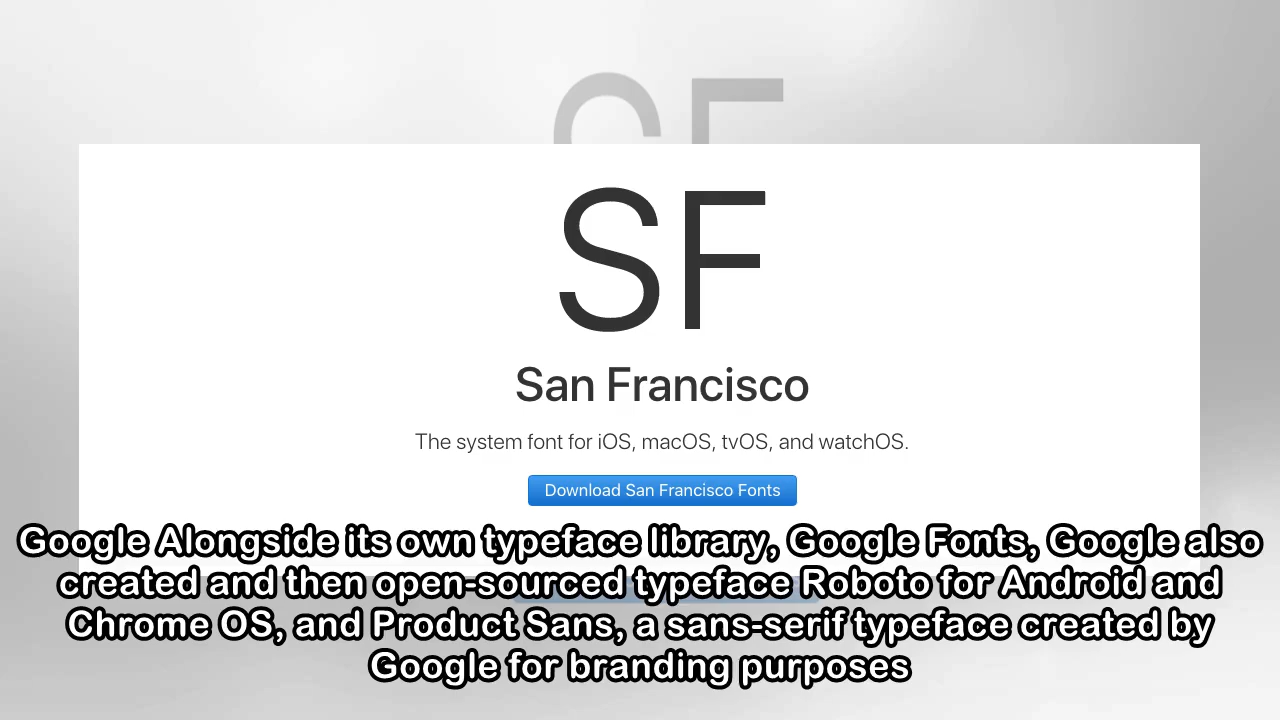 SF
SF
San Francisco
The system font for iOS, macOS, tvOS, and watchOS.
Download San Francisco Fonts
Google Alongside its own typeface library, Google Fonts, Google also
created and then open-sourced typeface Roboto for Android and
Chrome OS, and Product Sans, a sans-serif typeface created by
Google for branding purposes